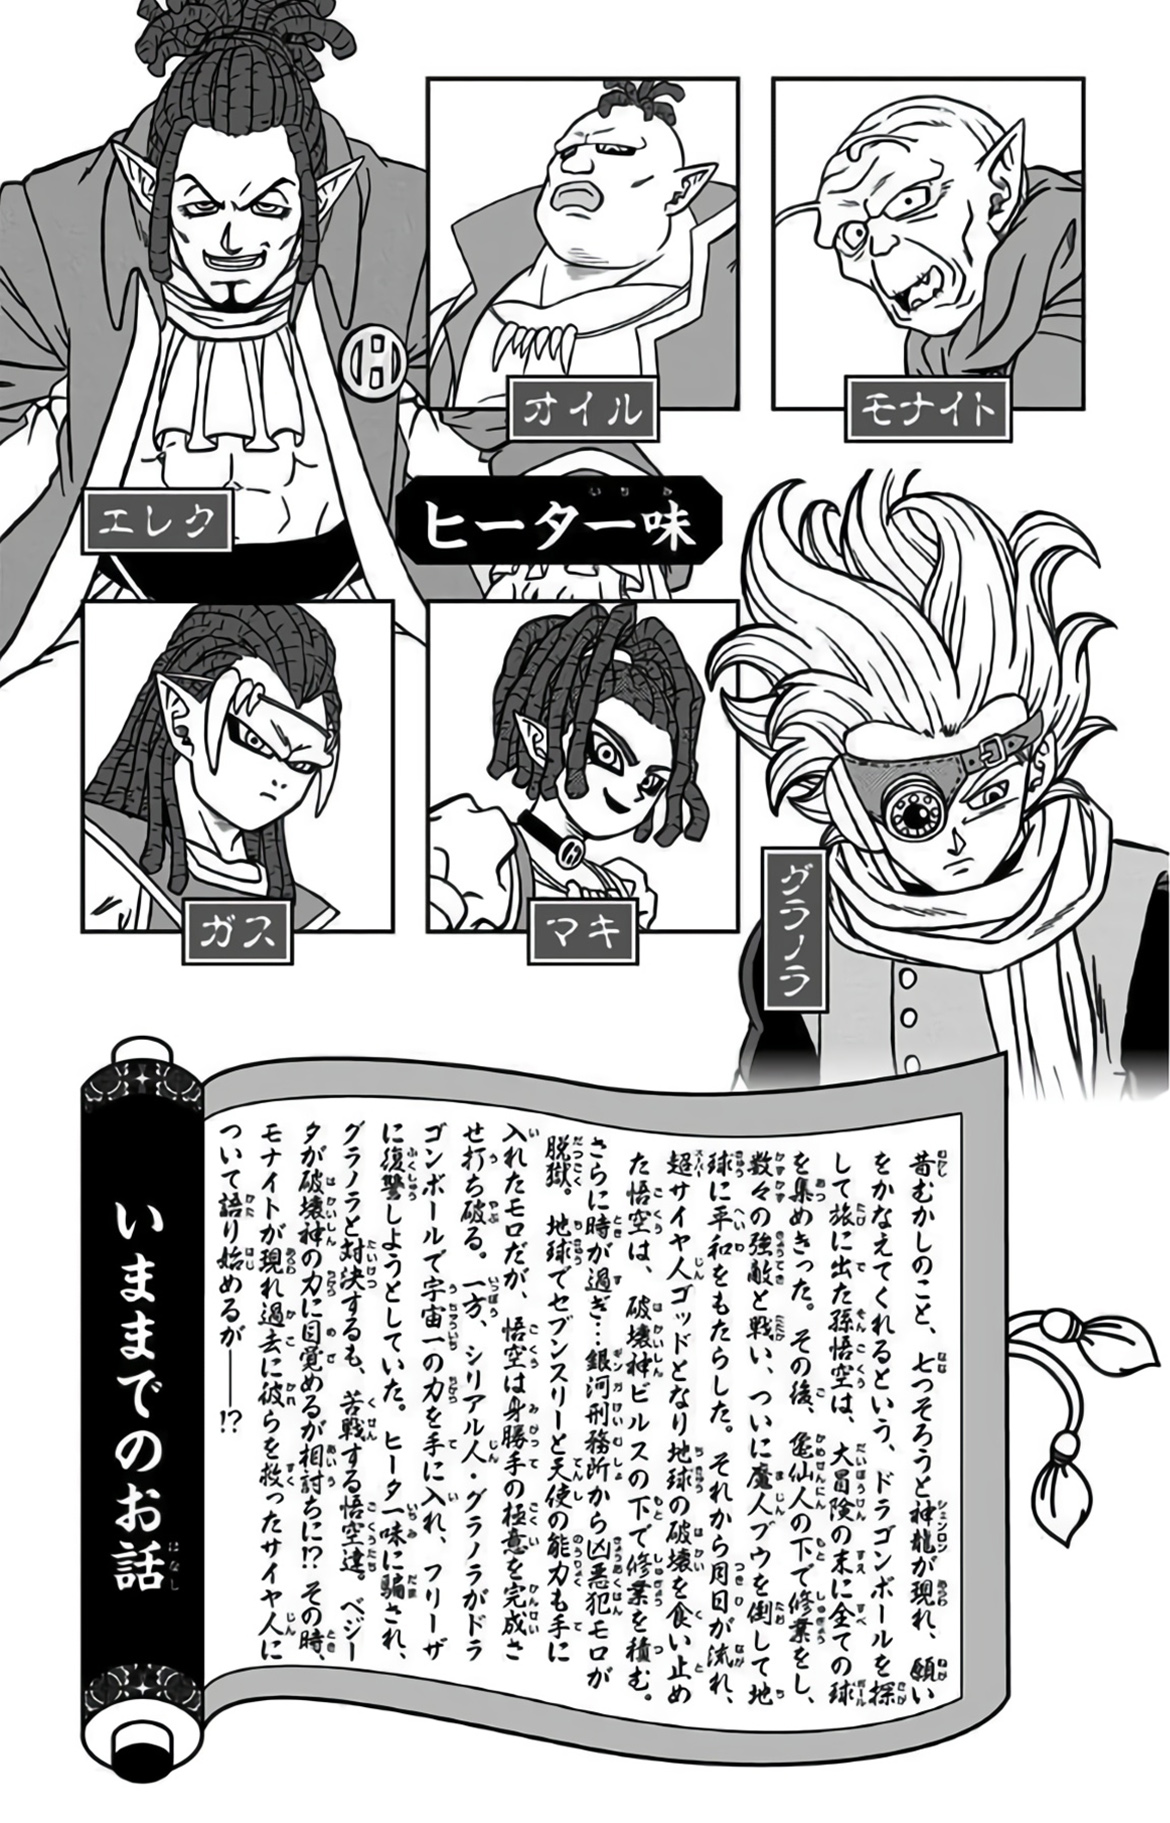 エレク
オイル
モナイト
ヒータ一味
いちみ
ガス
マキ
グラノラ
いままでのお話
はなし
昔むかしのこと、七つそろうと神龍が現れ、願い
をかなえてくれるという、ドラゴンボールを探
して旅に出た孫悟空は、大冒険の末に全ての球
を集めきった。その後、亀仙人の下で修業をし、
数々の強敵と戦い、ついに魔人ブウを倒して地
球に平和をもたらした。それから月日が流れ、
超サイヤ人ゴッドとなり地球の破壊を食い止め
た悟空は、破壊神ビルスの下で修業を積む。
さらに時が過ぎ…銀河刑務所から凶悪犯モロが
脱獄。地球でセブンスリーと天使の能力も手に
入れたモロだが、悟空は身勝手の極意を完成さ
せ打ち破る。一方、シリアル人・グラノラがドラ
ゴンボールで宇宙一の力を手に入れ、フリーザ
に復讐しようとしていた。ヒータ一味に騙され、
グラノラと対決するも、苦戦する悟空達。ベジー
タが破壊神の力に目覚めるが相討ちに!? その時、
モナイトが現れ過去に彼らを救ったサイヤ人に
ついて語り始めるが――!?